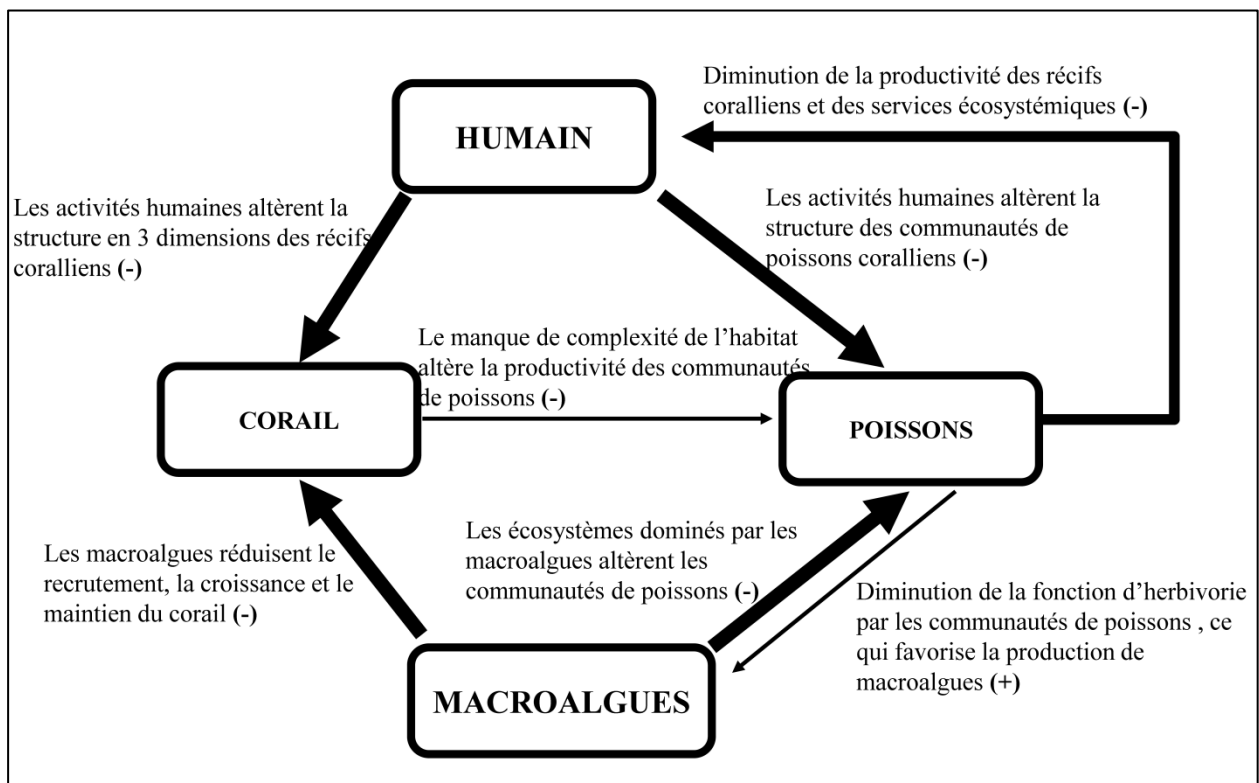 Diminution de la productivité des récifs
coralliens et des services écosystémiques (-)
HUMAIN
Les activités humaines altèrent la
structure en 3 dimensions des récifs
coralliens (-)
Les activités humaines altèrent la
structure des communautés de
poissons coralliens (-)
Le manque de complexité de l’habitat
altère la productivité des communautés
de poissons (-)
CORAIL
POISSONS
Les macroalgues réduisent le
recrutement, la croissance et le
maintien du corail (-)
Les écosystèmes dominés par les
macroalgues altèrent les
communautés de poissons (-)
Diminution de la fonction d’herbivorie
par les communautés de poissons , ce
qui favorise la production de
macroalgues (+)
MACROALGUES